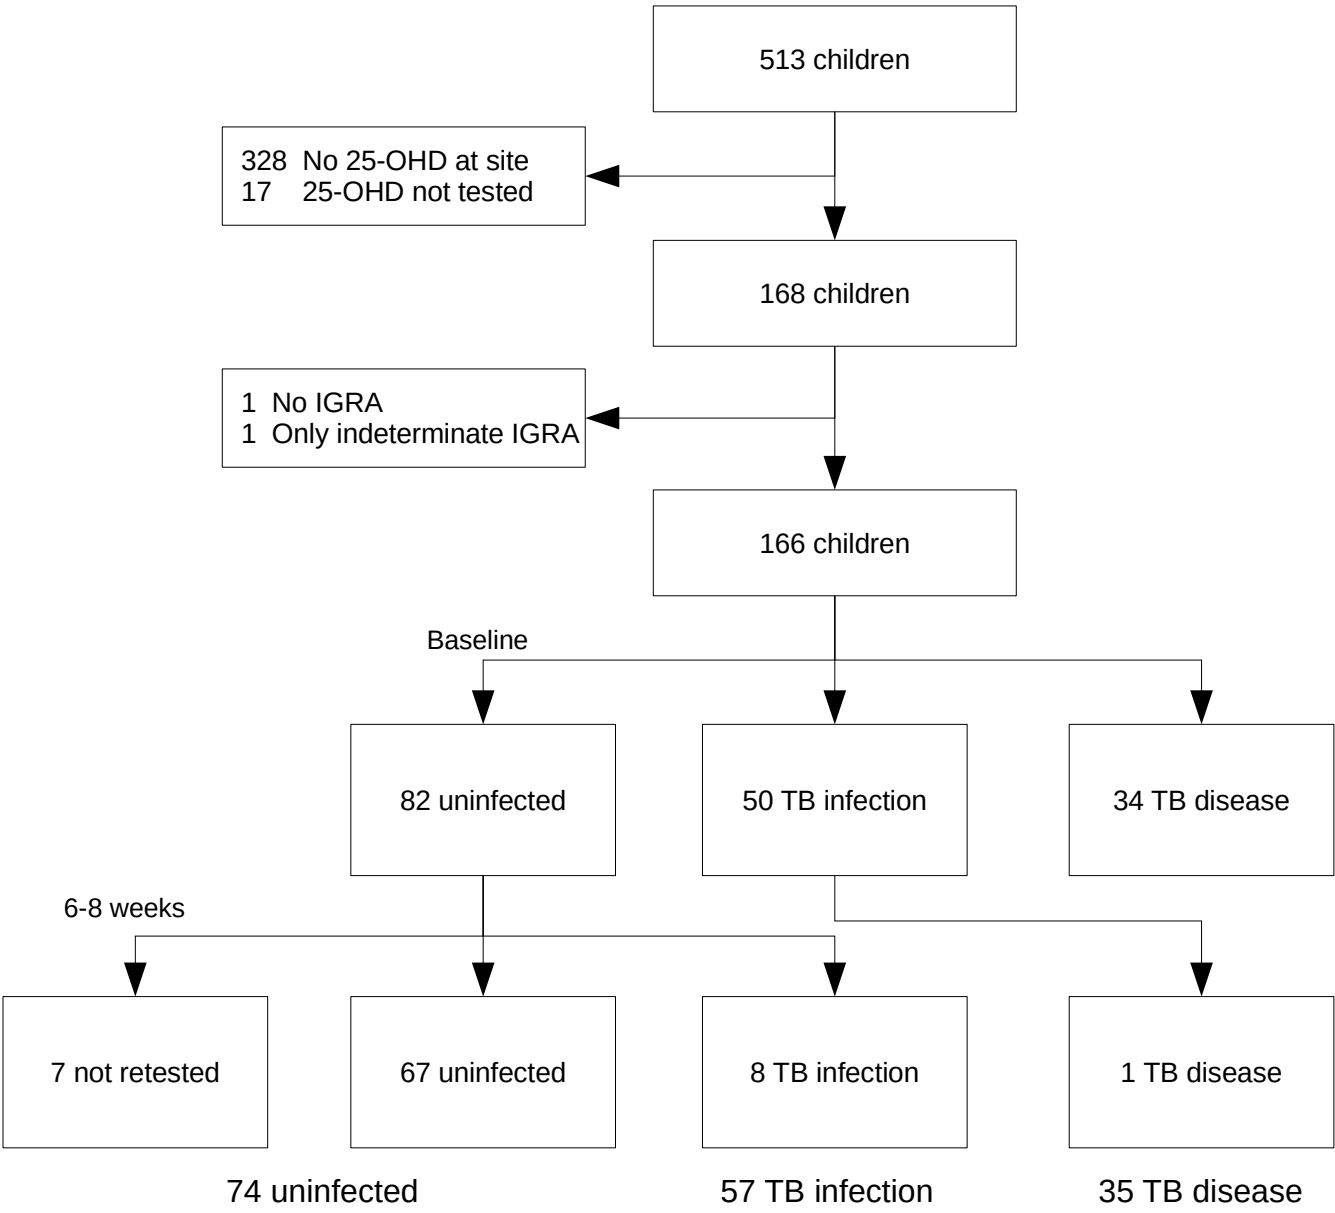 513 children
328 No 25-OHD at site
17 25-OHD not tested
168 children
1 No IGRA
1 Only indeterminate IGRA
166 children
Baseline
82 uninfected
50 TB infection
34 TB disease
6-8 weeks
7 not retested
67 uninfected
8 TB infection
1 TB disease
74 uninfected
57 TB infection
35 TB disease